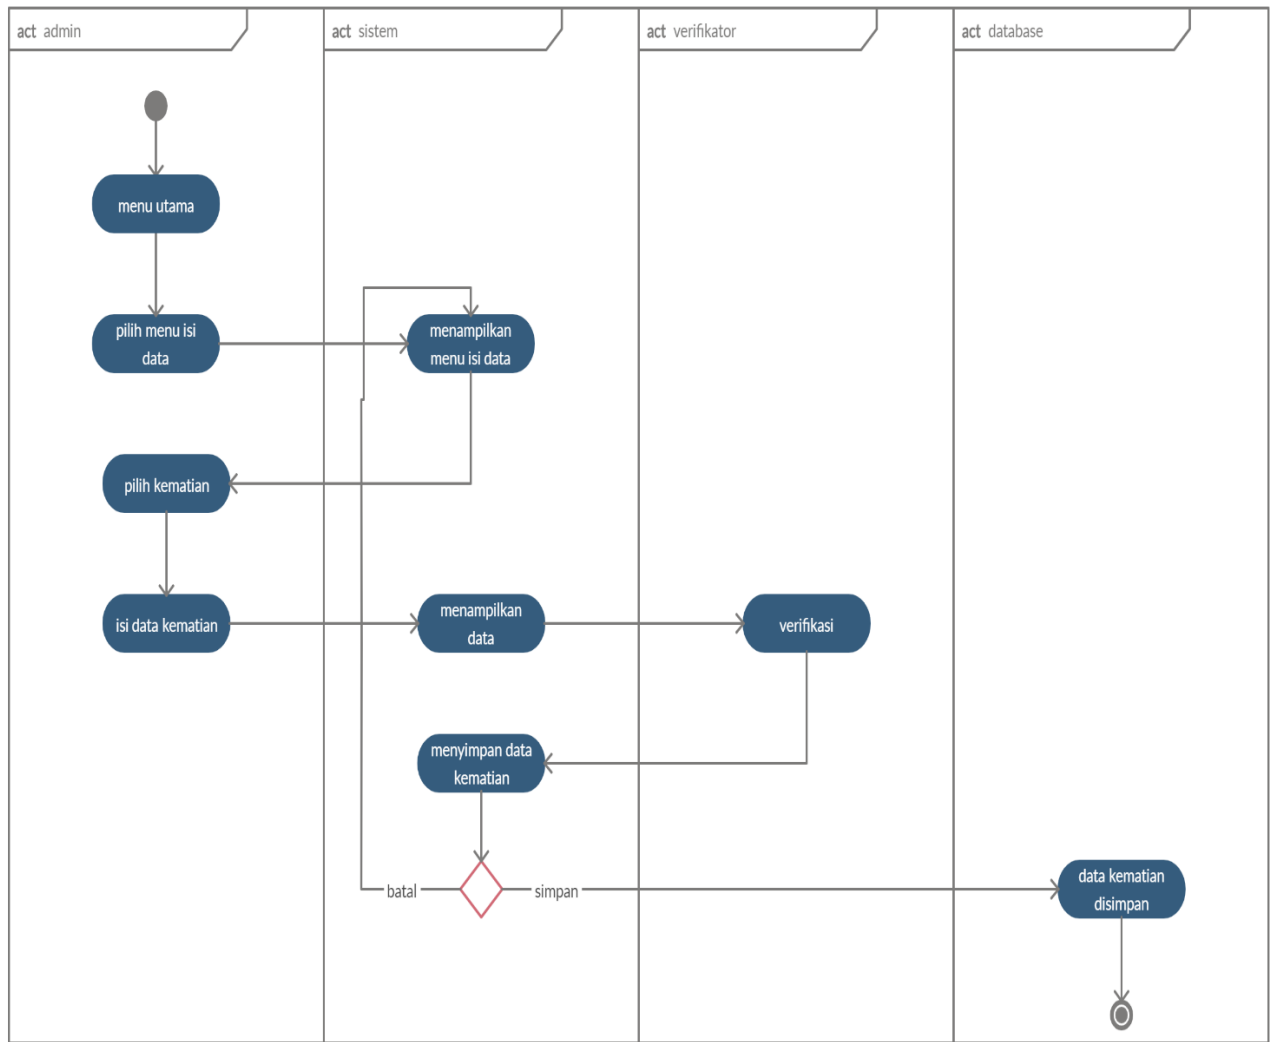 act admin
act sistem
act verifikator
act database
menu utama
pilih menu isi
data
menampilkan
menu isi data
pilih kematian
isi data kematian
menampilkan
data
verifikasi
menyimpan data
kematian
batal
simpan
data kematian
disimpan